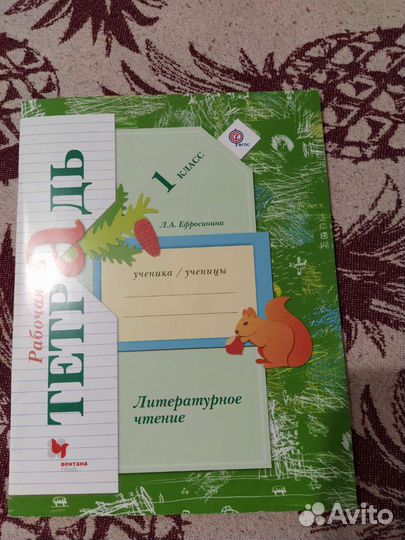 Рабочая
ТЕТРАДЬ
1 КЛАСС
ФГОС
Л.А. Ефросинина
ученика / ученицы
Литературное
чтение
вентана
граф
Avito